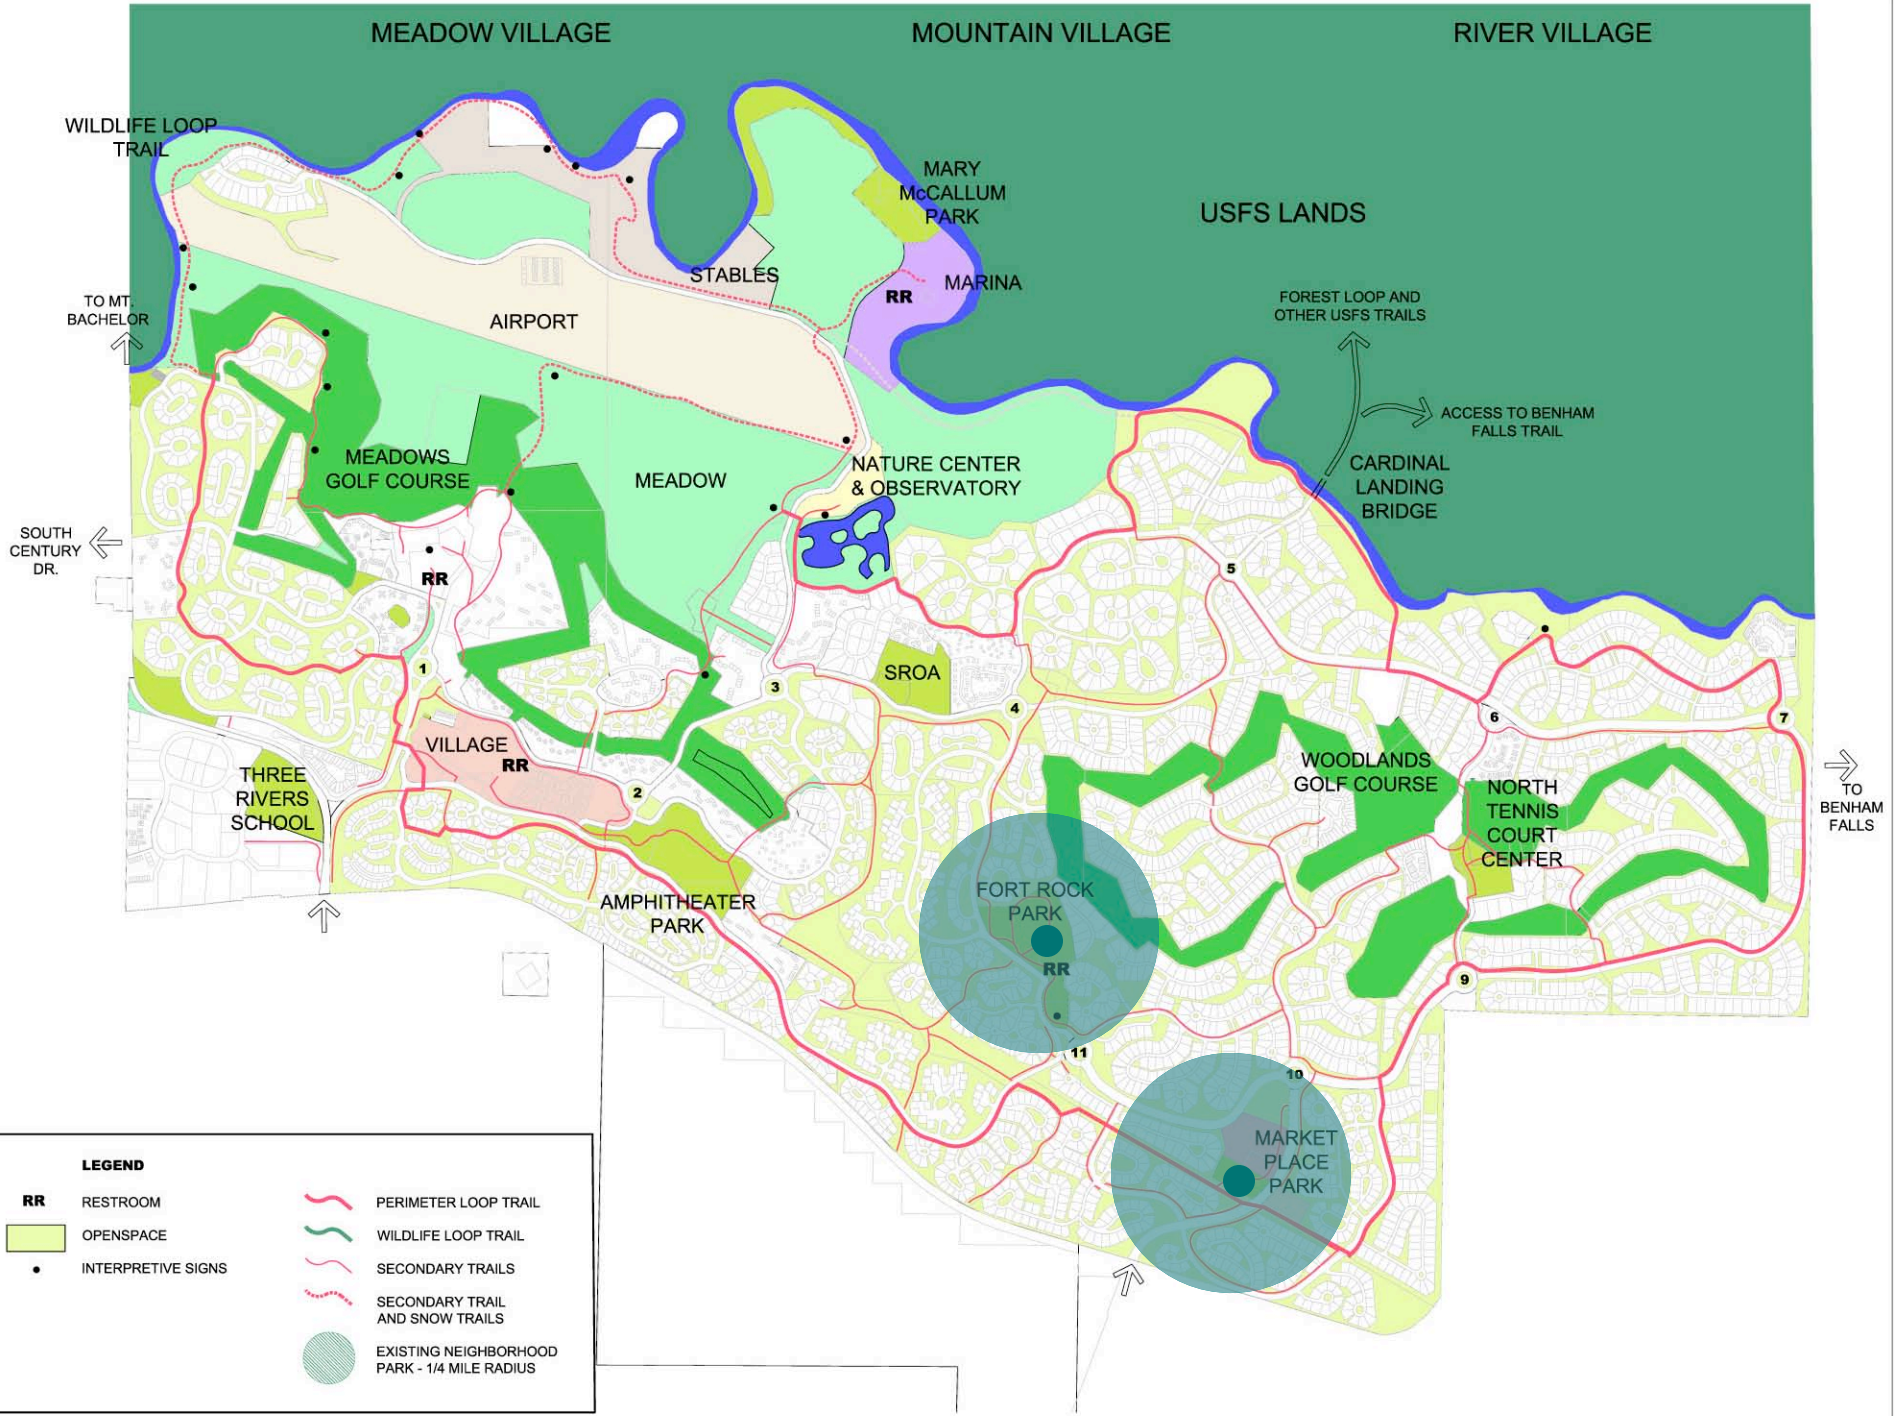 MEADOW VILLAGE
MOUNTAIN VILLAGE
RIVER VILLAGE
WILDLIFE LOOP
TRAIL
MARY
McCALLUM
PARK
USFS LANDS
STABLES
MARINA
RR
TO MT.
BACHELOR
AIRPORT
FOREST LOOP AND
OTHER USFS TRAILS
ACCESS TO BENHAM
FALLS TRAIL
MEADOWS
GOLF COURSE
MEADOW
NATURE CENTER
& OBSERVATORY
CARDINAL
LANDING
BRIDGE
SOUTH
CENTURY
DR.
RR
5
1
3
SROA
4
6
7
VILLAGE
RR
2
THREE
RIVERS
SCHOOL
WOODLANDS
GOLF COURSE
NORTH
TENNIS
COURT
CENTER
TO
BENHAM
FALLS
AMPHITHEATER
PARK
FORT ROCK
PARK
RR
9
11
10
MARKET
PLACE
PARK
LEGEND
RR RESTROOM
OPENSPACE
INTERPRETIVE SIGNS
PERIMETER LOOP TRAIL
WILDLIFE LOOP TRAIL
SECONDARY TRAILS
SECONDARY TRAIL
AND SNOW TRAILS
EXISTING NEIGHBORHOOD
PARK - 1/4 MILE RADIUS